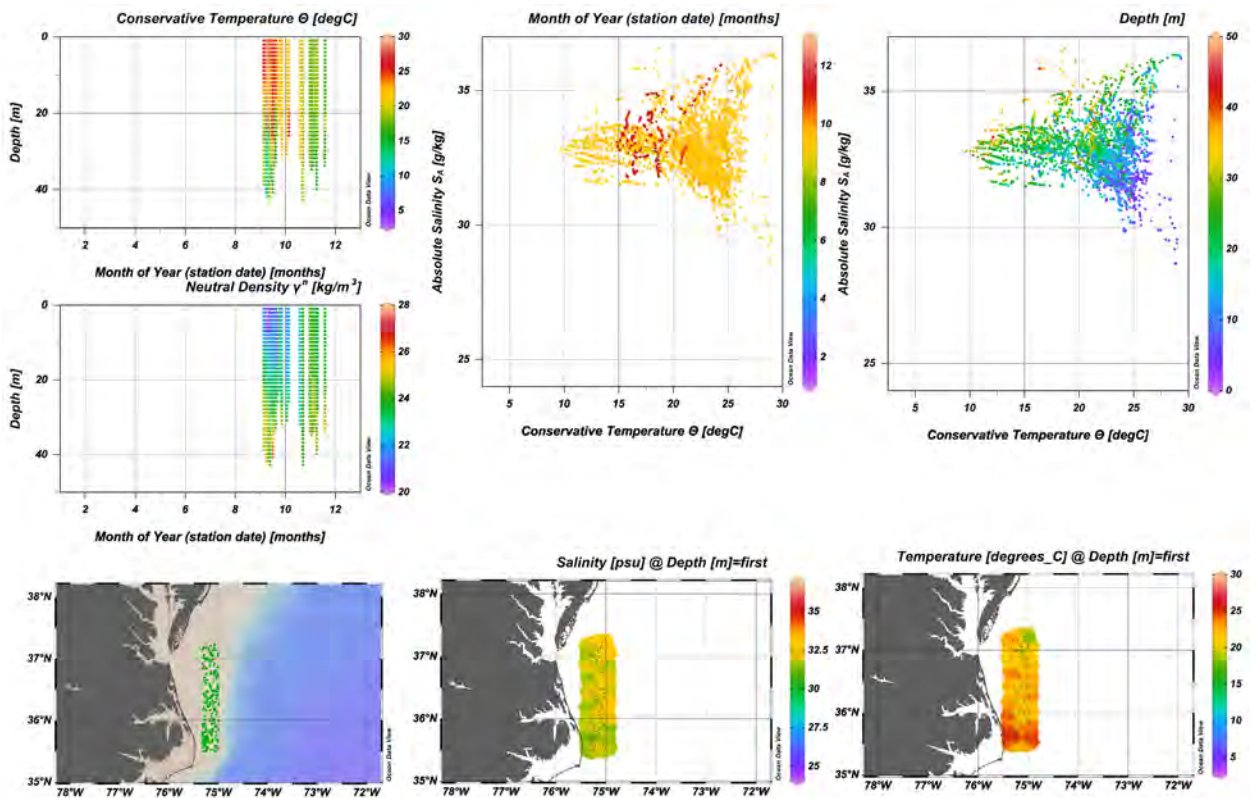 Conservative Temperature Θ [degC]
Month of Year (station date) [months]
Depth [m]
0
20
40
Depth [m]
2
4
6
8
10
12
Month of Year (station date) [months]
30
25
20
15
10
5
Ocean Data View
Neutral Density γⁿ [kg/m³]
0
20
40
Depth [m]
2
4
6
8
10
12
Month of Year (station date) [months]
28
26
24
22
20
Ocean Data View
35
30
25
Absolute Salinity S_A [g/kg]
5
10
15
20
25
30
Conservative Temperature Θ [degC]
12
10
8
6
4
2
Ocean Data View
35
30
25
Absolute Salinity S_A [g/kg]
5
10
15
20
25
30
Conservative Temperature Θ [degC]
50
40
30
20
10
0
Ocean Data View
38°N
37°N
36°N
35°N
78°W 77°W 76°W 75°W 74°W 73°W 72°W
Ocean Data View
Salinity [psu] @ Depth [m]=first
38°N
37°N
36°N
35°N
78°W 77°W 76°W 75°W 74°W 73°W 72°W
35
32.5
30
27.5
25
Ocean Data View
Temperature [degrees_C] @ Depth [m]=first
38°N
37°N
36°N
35°N
78°W 77°W 76°W 75°W 74°W 73°W 72°W
30
25
20
15
10
5
Ocean Data View